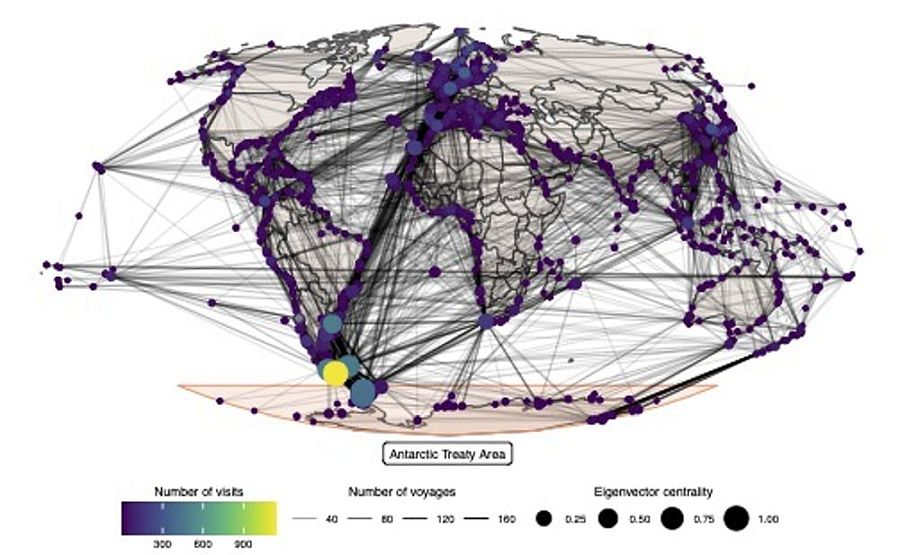 Antarctic Treaty Area
Number of visits
300 600 900
Number of voyages
40 80 120 160
Eigenvector centrality
0.25 0.50 0.75 1.00